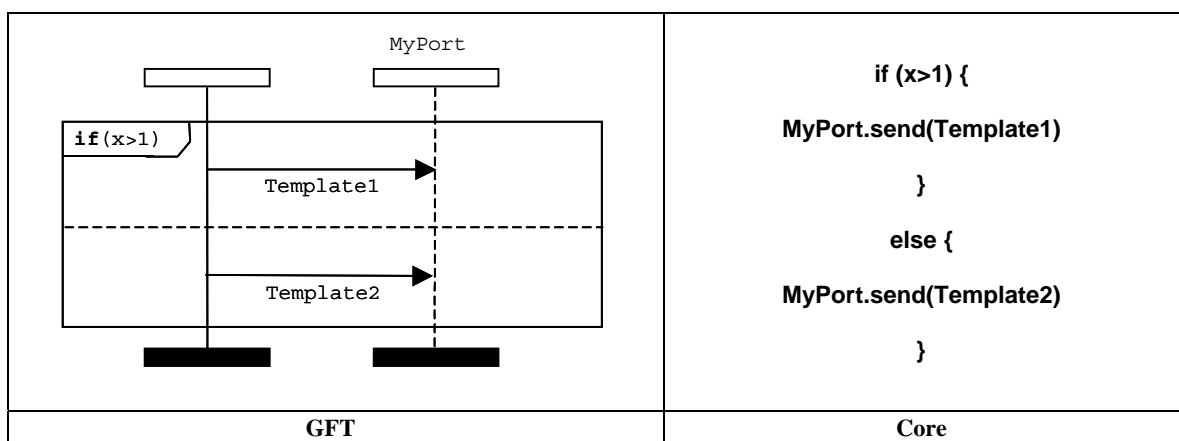 MyPort
if(x>1)
Template1
Template2
if (x>1) {
MyPort.send(Template1)
}
else {
MyPort.send(Template2)
}
GFT
Core